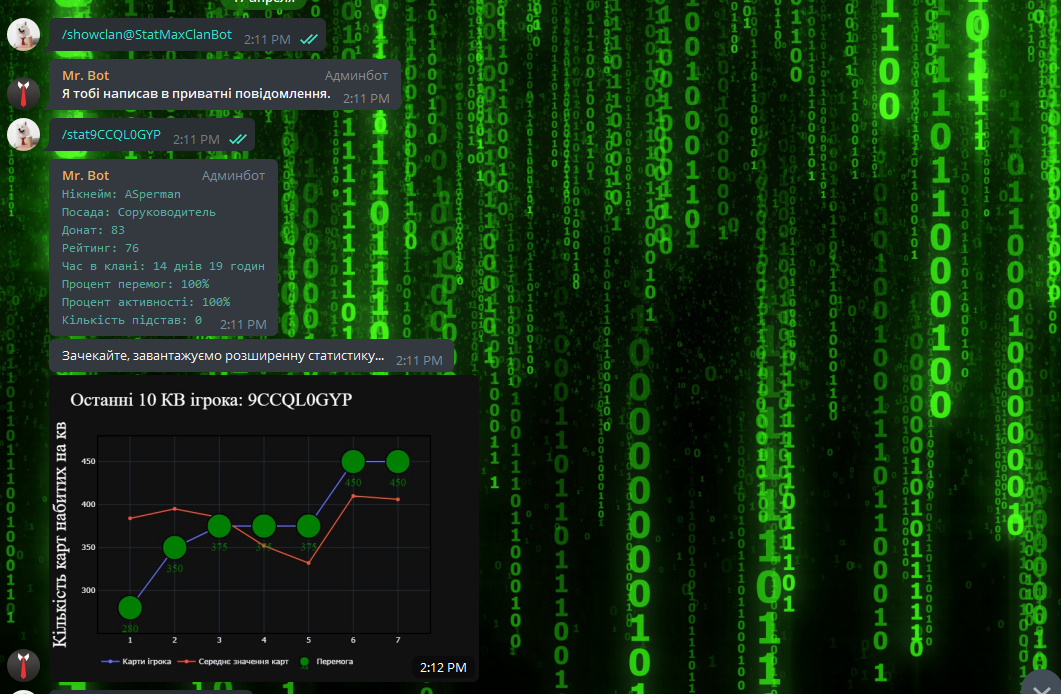 17 апреля
/showclan@StatMaxClanBot 2:11 PM
Mr. Bot Админбот
Я тобі написав в приватні повідомлення. 2:11 PM
/stat9CCQL0GYP 2:11 PM
Mr. Bot Админбот
Нікнейм: ASperman
Посада: Соруководитель
Донат: 83
Рейтинг: 76
Час в клані: 14 днів 19 годин
Процент перемог: 100%
Процент активності: 100%
Кількість підстав: 0 2:11 PM
Зачекайте, завантажуємо розширенну статистику... 2:11 PM
Останні 10 КВ ігрока: 9CCQL0GYP
Кількість карт набитих на кв
450
400
350
300
280
350
375
375
375
450
450
1 2 3 4 5 6 7
Карти ігрока Середнє значення карт Перемога
2:12 PM